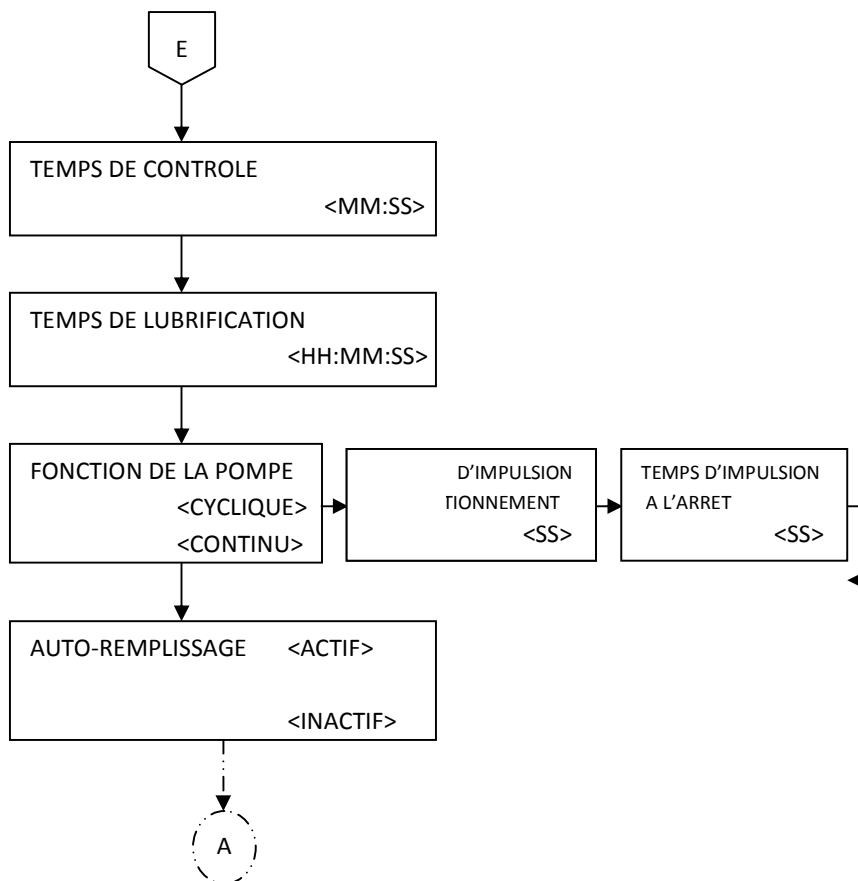 E
TEMPS DE CONTROLE
<MM:SS>
TEMPS DE LUBRIFICATION
<HH:MM:SS>
FONCTION DE LA POMPE
<CYCLIQUE>
<CONTINU>
D'IMPULSION
TIONNEMENT
<SS>
TEMPS D'IMPULSION
A L'ARRET
<SS>
AUTO-REMPLISSAGE <ACTIF>
<INACTIF>
A